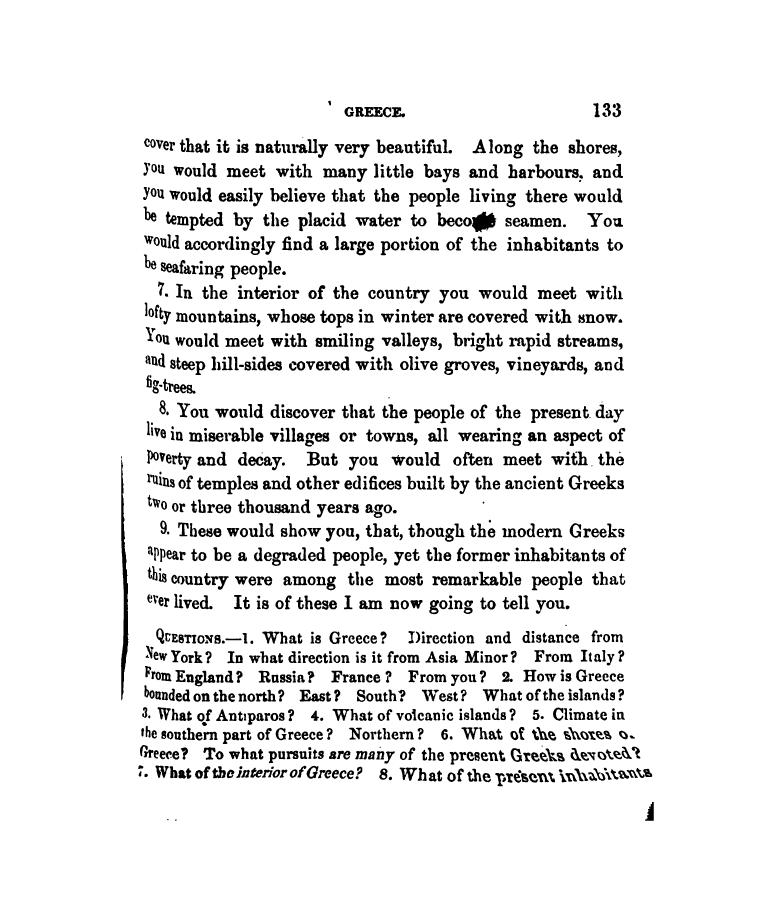 GREECE. 133
cover that it is naturally very beautiful. Along the shores,
you would meet with many little bays and harbours, and
you would easily believe that the people living there would
be tempted by the placid water to become seamen. You
would accordingly find a large portion of the inhabitants to
be seafaring people.
7. In the interior of the country you would meet with
lofty mountains, whose tops in winter are covered with snow.
You would meet with smiling valleys, bright rapid streams,
and steep hill-sides covered with olive groves, vineyards, and
fig-trees.
8. You would discover that the people of the present day
live in miserable villages or towns, all wearing an aspect of
poverty and decay. But you would often meet with the
ruins of temples and other edifices built by the ancient Greeks
two or three thousand years ago.
9. These would show you, that, though the modern Greeks
appear to be a degraded people, yet the former inhabitants of
this country were among the most remarkable people that
ever lived. It is of these I am now going to tell you.
QUESTIONS.—1. What is Greece? Direction and distance from
New York? In what direction is it from Asia Minor? From Italy?
From England? Russia? France? From you? 2. How is Greece
bounded on the north? East? South? West? What of the islands?
3. What of Antiparos? 4. What of volcanic islands? 5. Climate in
the southern part of Greece? Northern? 6. What of the shores o.
Greece? To what pursuits are many of the present Greeks devoted?
7. What of the interior of Greece? 8. What of the present inhabitants